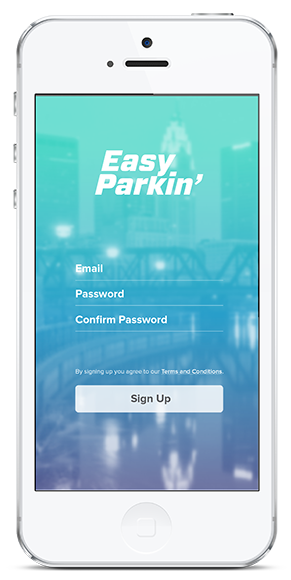 Easy
Parkin’
Email
Password
Confirm Password
By signing up you agree to our Terms and Conditions.
Sign Up